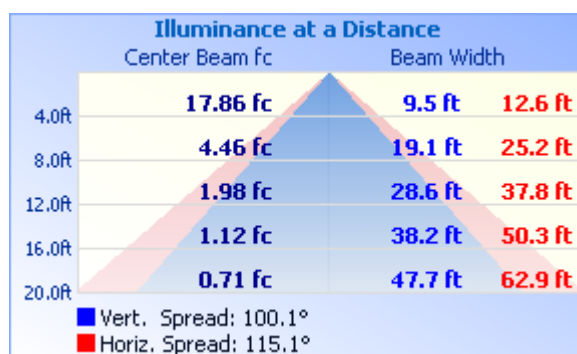 Illuminance at a Distance
Center Beam fc Beam Width
4.0ft 17.86 fc 9.5 ft 12.6 ft
8.0ft 4.46 fc 19.1 ft 25.2 ft
12.0ft 1.98 fc 28.6 ft 37.8 ft
16.0ft 1.12 fc 38.2 ft 50.3 ft
20.0ft 0.71 fc 47.7 ft 62.9 ft
Vert. Spread: 100.1°
Horiz. Spread: 115.1°